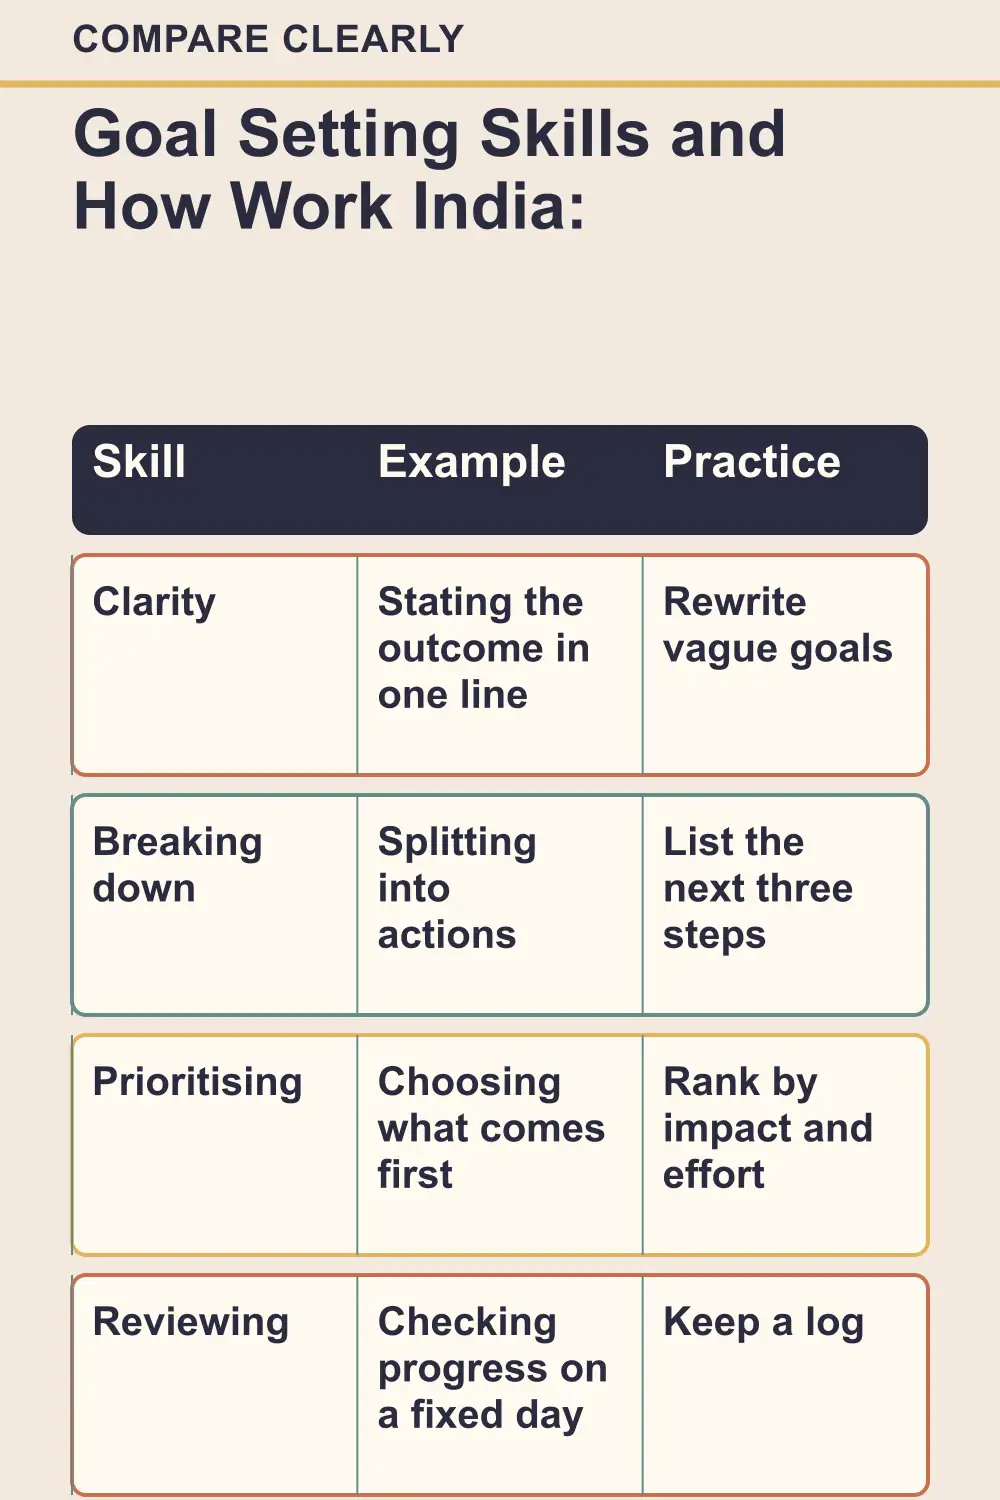 COMPARE CLEARLY
Goal Setting Skills and
How Work India:
Skill Example Practice
Clarity
Stating the
outcome in
one line
Rewrite
vague goals
Breaking
down
Splitting
into
actions
List the
next three
steps
Prioritising
Choosing
what comes
first
Rank by
impact and
effort
Reviewing
Checking
progress on
a fixed day
Keep a log